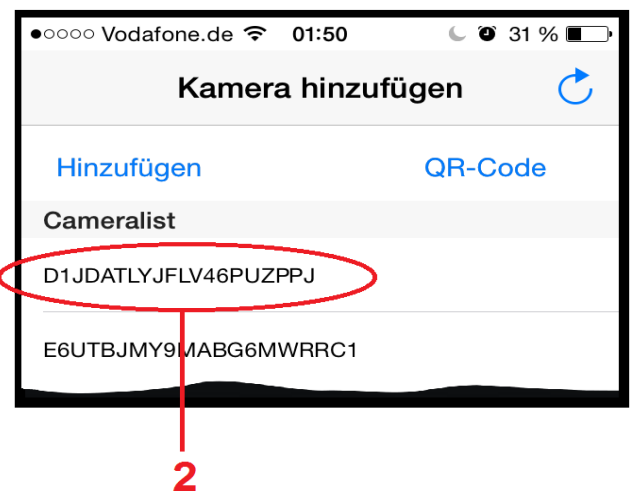 ●○○○○ Vodafone.de 01:50 31 %
Kamera hinzufügen
Hinzufügen QR-Code
Cameralist
D1JDATLYJFLV46PUZPPJ
E6UTBJMY9MABG6MWRRC1
2